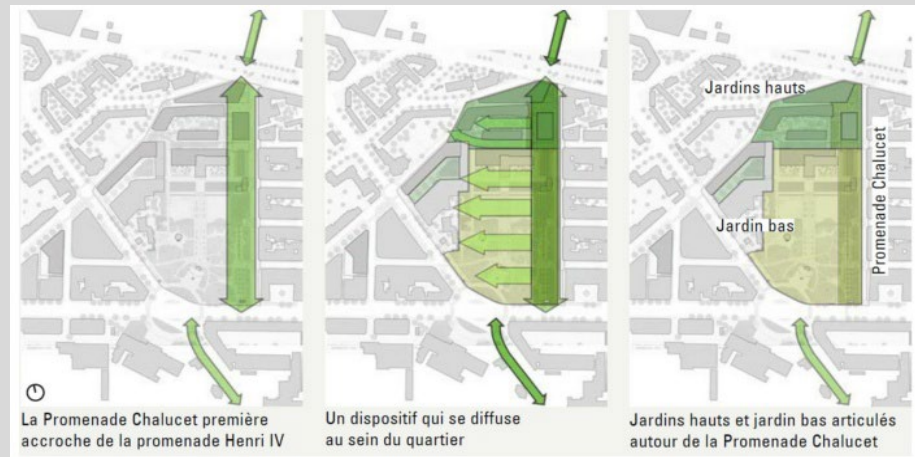 Jardins hauts
Promenade Chalucet
Jardin bas
La Promenade Chalucet première
accroche de la promenade Henri IV
Un dispositif qui se diffuse
au sein du quartier
Jardins hauts et jardin bas articulés
autour de la Promenade Chalucet